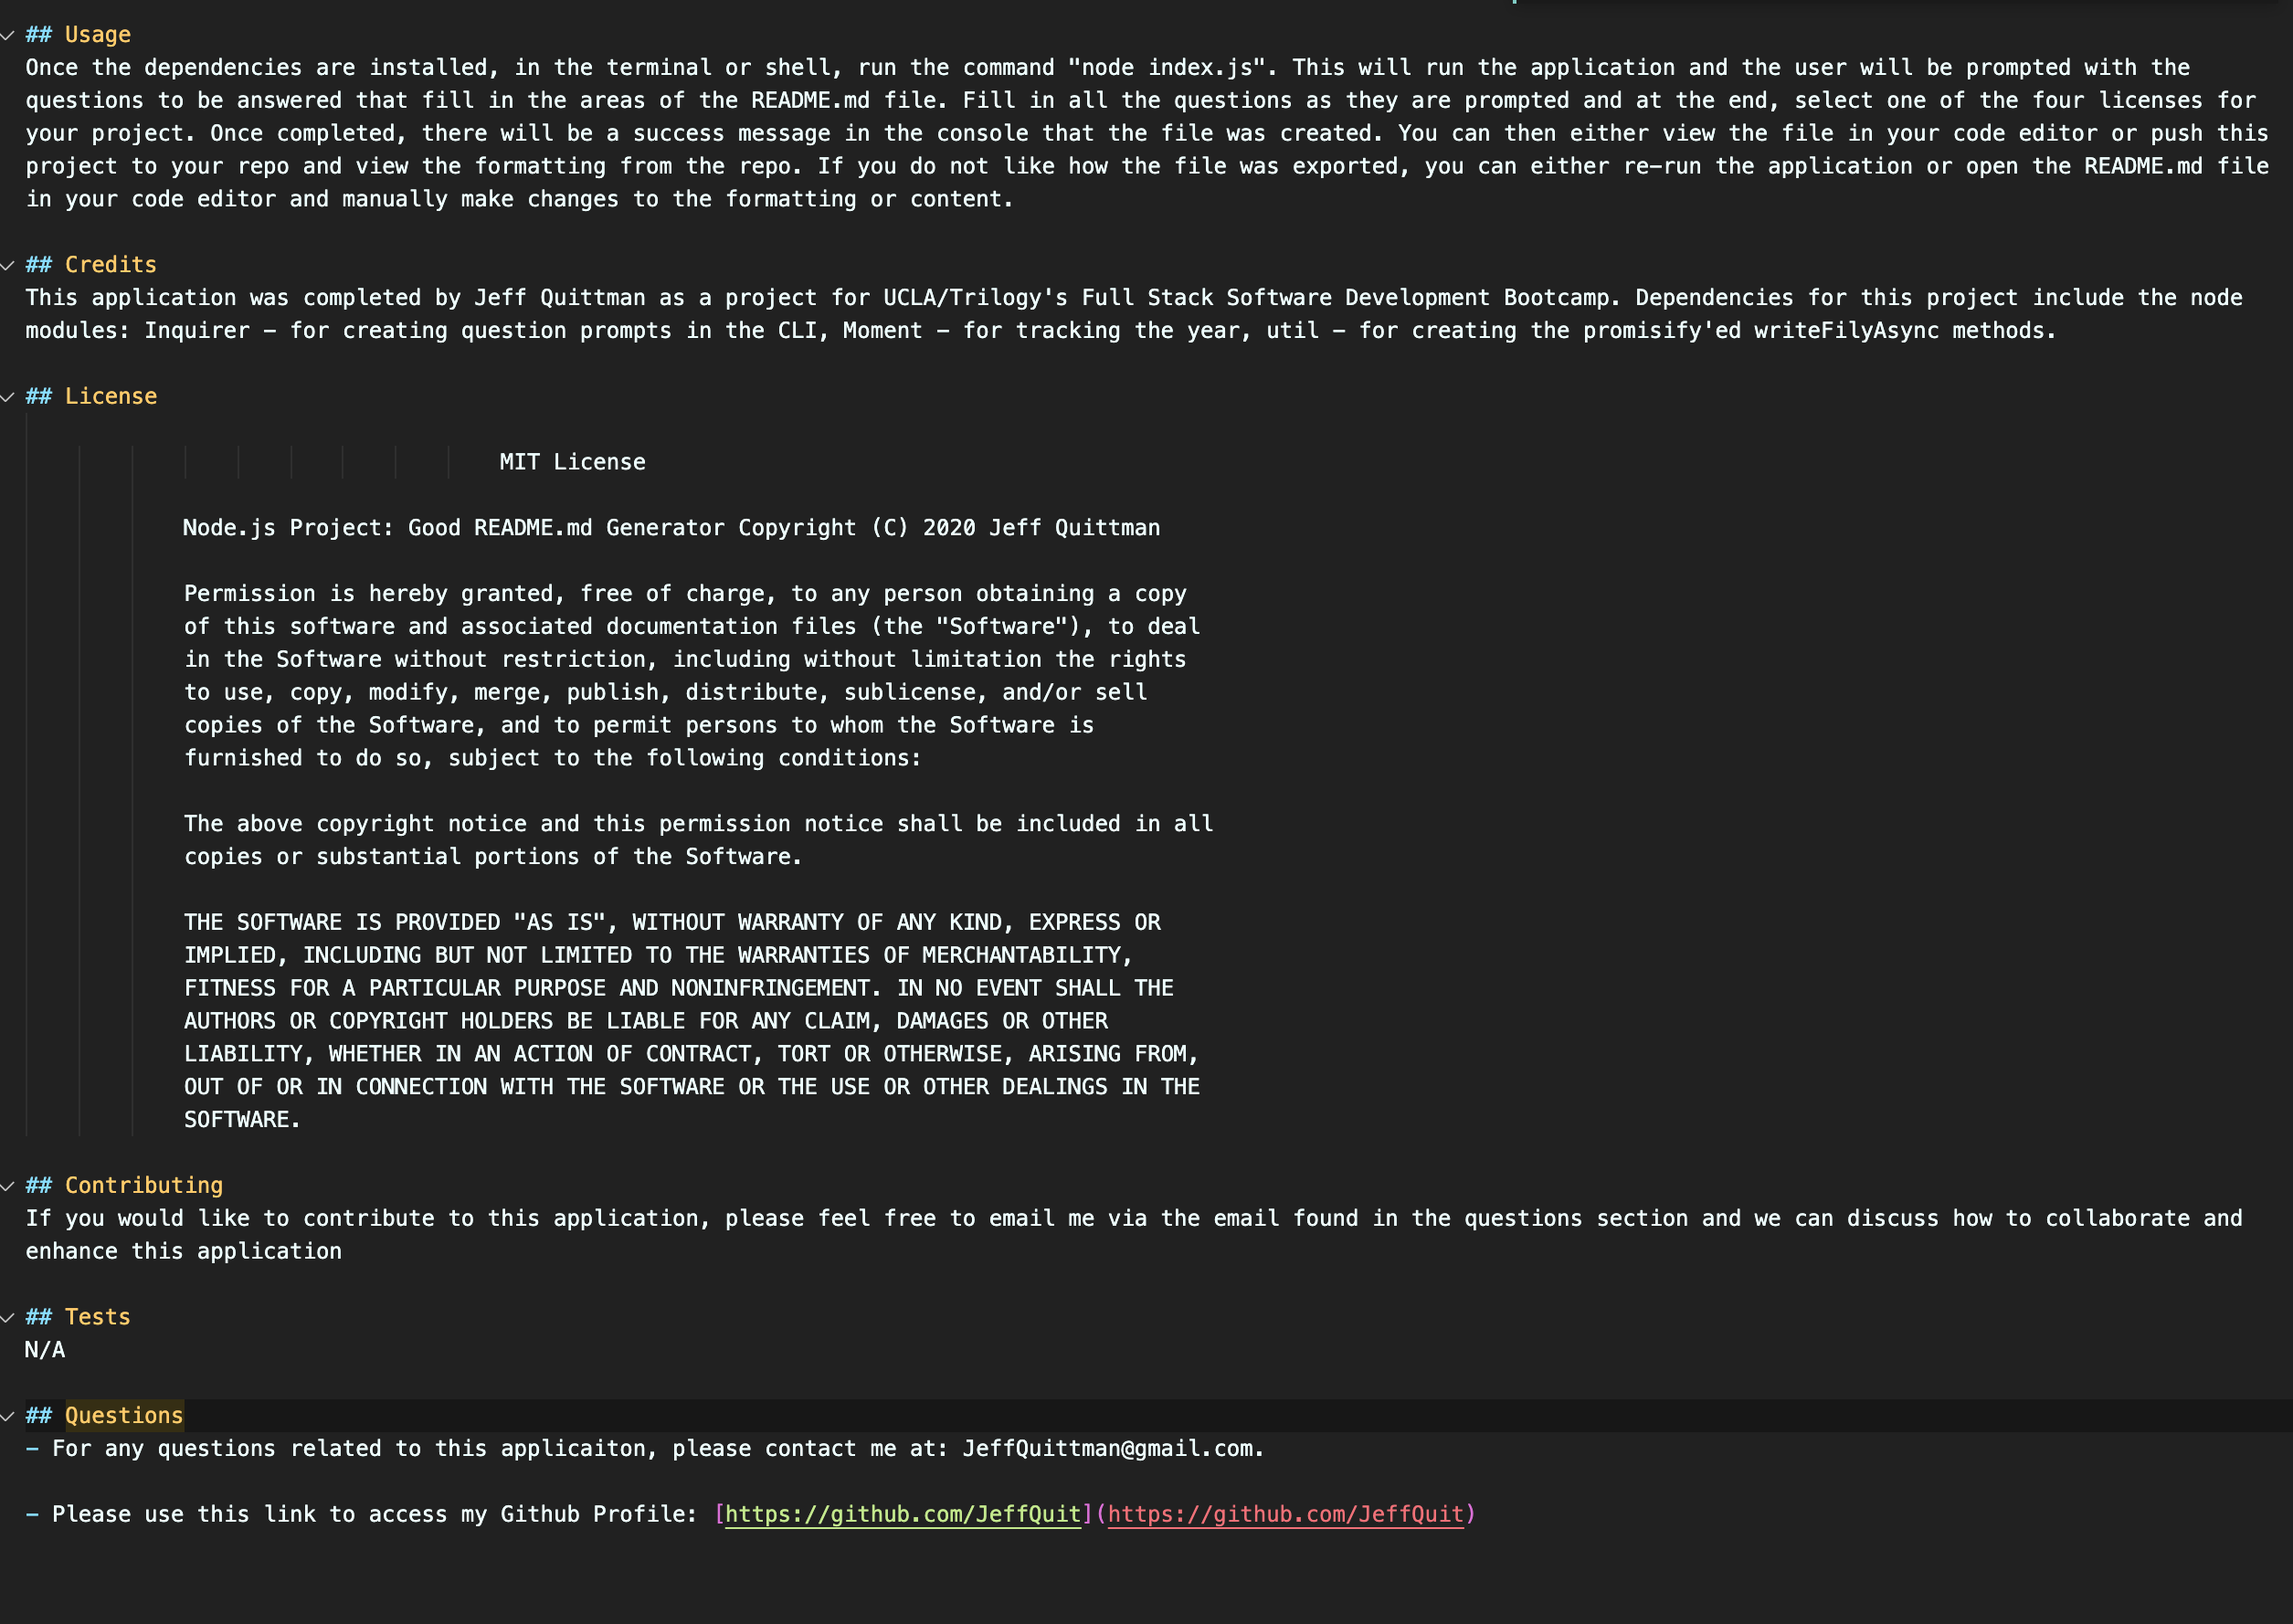 ## Usage
Once the dependencies are installed, in the terminal or shell, run the command "node index.js". This will run the application and the user will be prompted with the
questions to be answered that fill in the areas of the README.md file. Fill in all the questions as they are prompted and at the end, select one of the four licenses for
your project. Once completed, there will be a success message in the console that the file was created. You can then either view the file in your code editor or push this
project to your repo and view the formatting from the repo. If you do not like how the file was exported, you can either re-run the application or open the README.md file
in your code editor and manually make changes to the formatting or content.
## Credits
This application was completed by Jeff Quittman as a project for UCLA/Trilogy's Full Stack Software Development Bootcamp. Dependencies for this project include the node
modules: Inquirer - for creating question prompts in the CLI, Moment - for tracking the year, util - for creating the promisify'ed writeFilyAsync methods.
## License
MIT License
Node.js Project: Good README.md Generator Copyright (C) 2020 Jeff Quittman
Permission is hereby granted, free of charge, to any person obtaining a copy
of this software and associated documentation files (the "Software"), to deal
in the Software without restriction, including without limitation the rights
to use, copy, modify, merge, publish, distribute, sublicense, and/or sell
copies of the Software, and to permit persons to whom the Software is
furnished to do so, subject to the following conditions:
The above copyright notice and this permission notice shall be included in all
copies or substantial portions of the Software.
THE SOFTWARE IS PROVIDED "AS IS", WITHOUT WARRANTY OF ANY KIND, EXPRESS OR
IMPLIED, INCLUDING BUT NOT LIMITED TO THE WARRANTIES OF MERCHANTABILITY,
FITNESS FOR A PARTICULAR PURPOSE AND NONINFRINGEMENT. IN NO EVENT SHALL THE
AUTHORS OR COPYRIGHT HOLDERS BE LIABLE FOR ANY CLAIM, DAMAGES OR OTHER
LIABILITY, WHETHER IN AN ACTION OF CONTRACT, TORT OR OTHERWISE, ARISING FROM,
OUT OF OR IN CONNECTION WITH THE SOFTWARE OR THE USE OR OTHER DEALINGS IN THE
SOFTWARE.
## Contributing
If you would like to contribute to this application, please feel free to email me via the email found in the questions section and we can discuss how to collaborate and
enhance this application
## Tests
N/A
## Questions
- For any questions related to this applicaiton, please contact me at: JeffQuittman@gmail.com.
- Please use this link to access my Github Profile: [https://github.com/JeffQuit](https://github.com/JeffQuit)